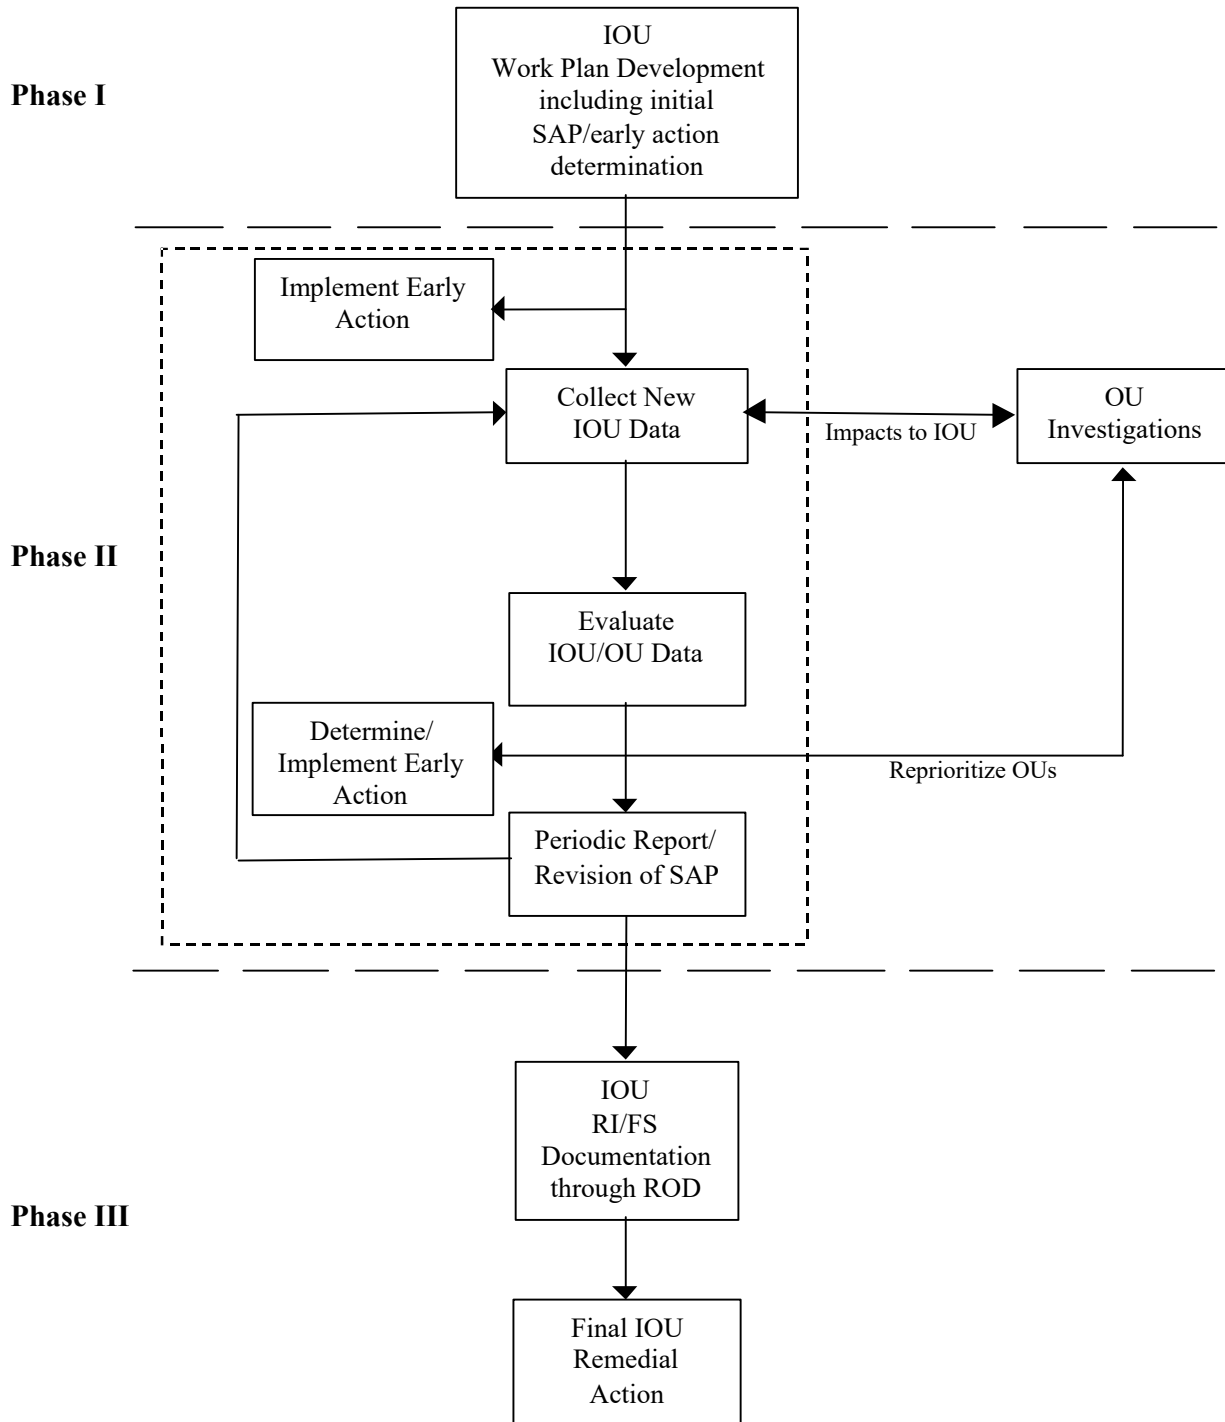 Phase I
IOU
Work Plan Development
including initial
SAP/early action
determination
Implement Early
Action
Collect New
IOU Data
Impacts to IOU
OU
Investigations
Phase II
Evaluate
IOU/OU Data
Determine/
Implement Early
Action
Reprioritize OUs
Periodic Report/
Revision of SAP
Phase III
IOU
RI/FS
Documentation
through ROD
Final IOU
Remedial
Action